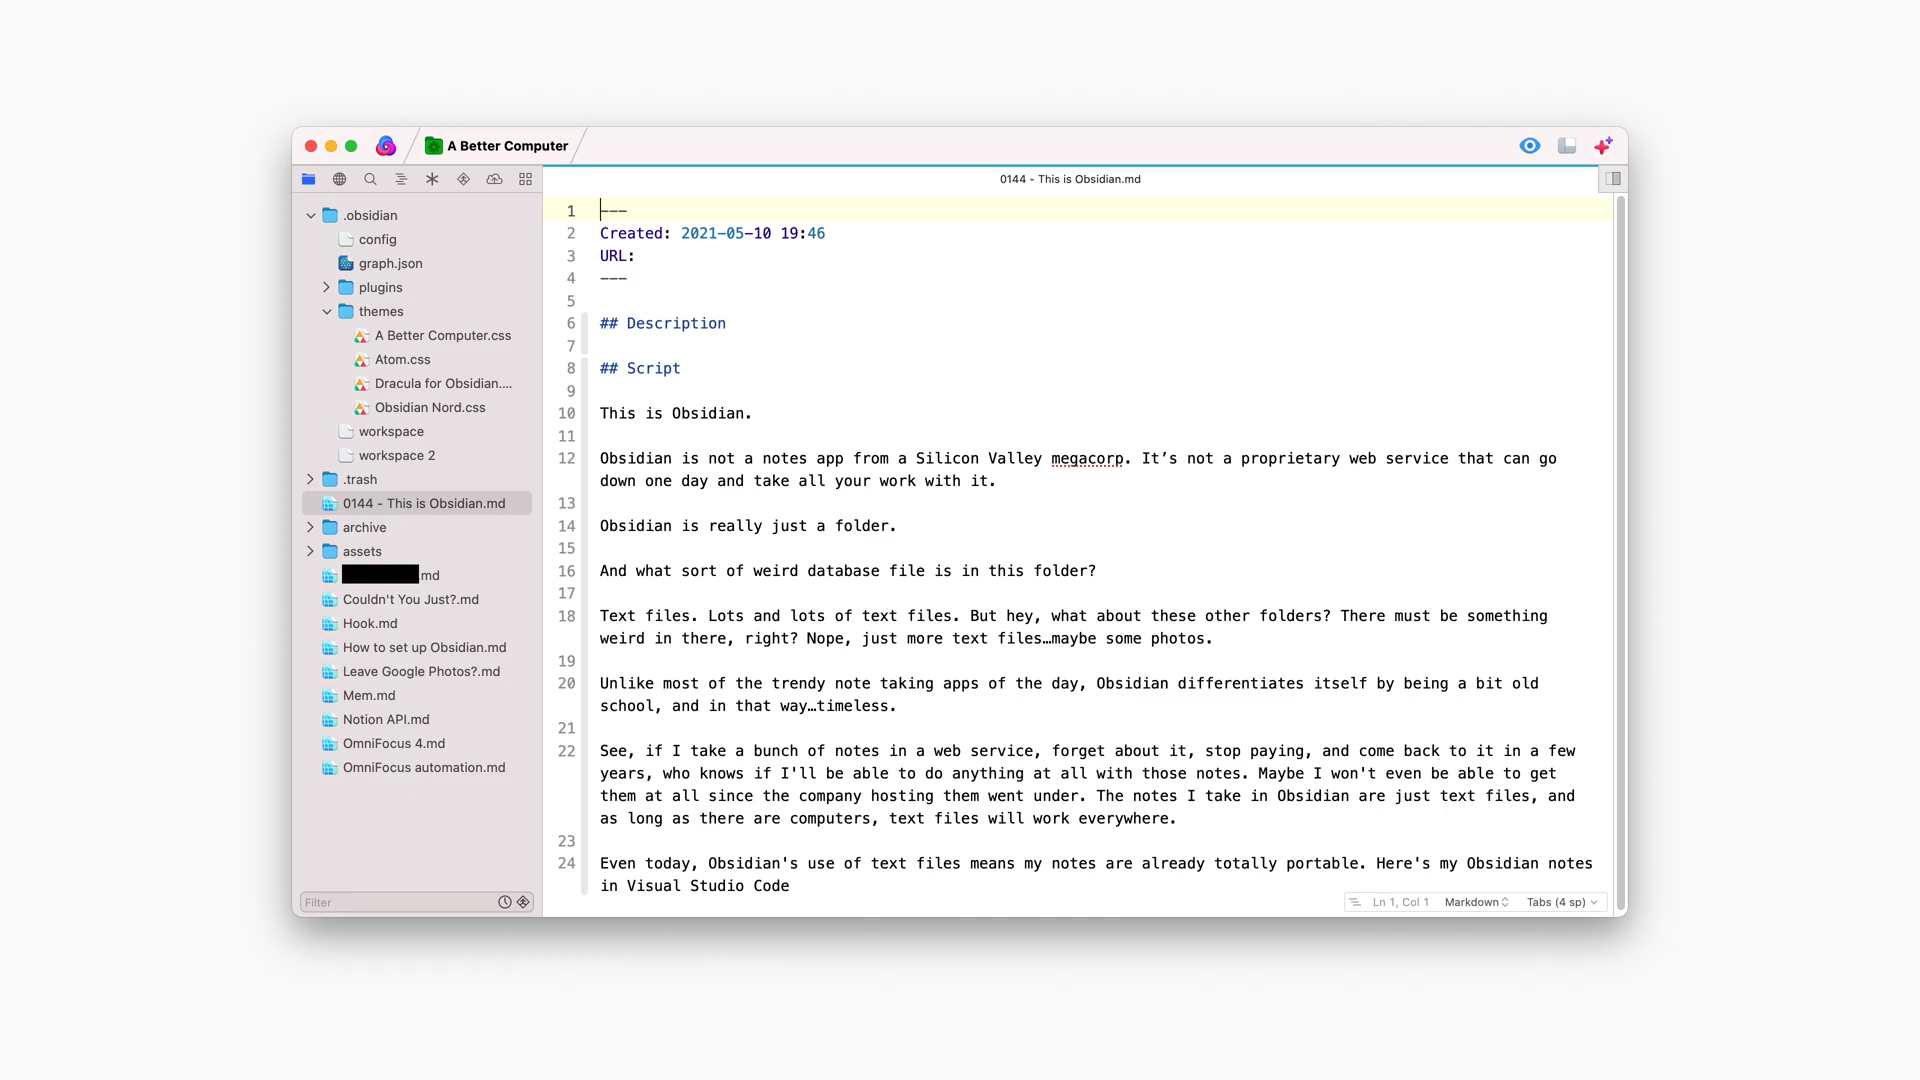 A Better Computer
0144 - This is Obsidian.md
.obsidian
config
graph.json
plugins
themes
A Better Computer.css
Atom.css
Dracula for Obsidian....
Obsidian Nord.css
workspace
workspace 2
.trash
0144 - This is Obsidian.md
archive
assets
.md
Couldn't You Just?.md
Hook.md
How to set up Obsidian.md
Leave Google Photos?.md
Mem.md
Notion API.md
OmniFocus 4.md
OmniFocus automation.md
Filter
1 ---
2 Created: 2021-05-10 19:46
3 URL:
4 ---
5
6 ## Description
7
8 ## Script
9
10 This is Obsidian.
11
12 Obsidian is not a notes app from a Silicon Valley megacorp. It’s not a proprietary web service that can go
down one day and take all your work with it.
13
14 Obsidian is really just a folder.
15
16 And what sort of weird database file is in this folder?
17
18 Text files. Lots and lots of text files. But hey, what about these other folders? There must be something
weird in there, right? Nope, just more text files…maybe some photos.
19
20 Unlike most of the trendy note taking apps of the day, Obsidian differentiates itself by being a bit old
school, and in that way…timeless.
21
22 See, if I take a bunch of notes in a web service, forget about it, stop paying, and come back to it in a few
years, who knows if I'll be able to do anything at all with those notes. Maybe I won't even be able to get
them at all since the company hosting them went under. The notes I take in Obsidian are just text files, and
as long as there are computers, text files will work everywhere.
23
24 Even today, Obsidian's use of text files means my notes are already totally portable. Here's my Obsidian notes
in Visual Studio Code
Ln 1, Col 1 Markdown Tabs (4 sp)